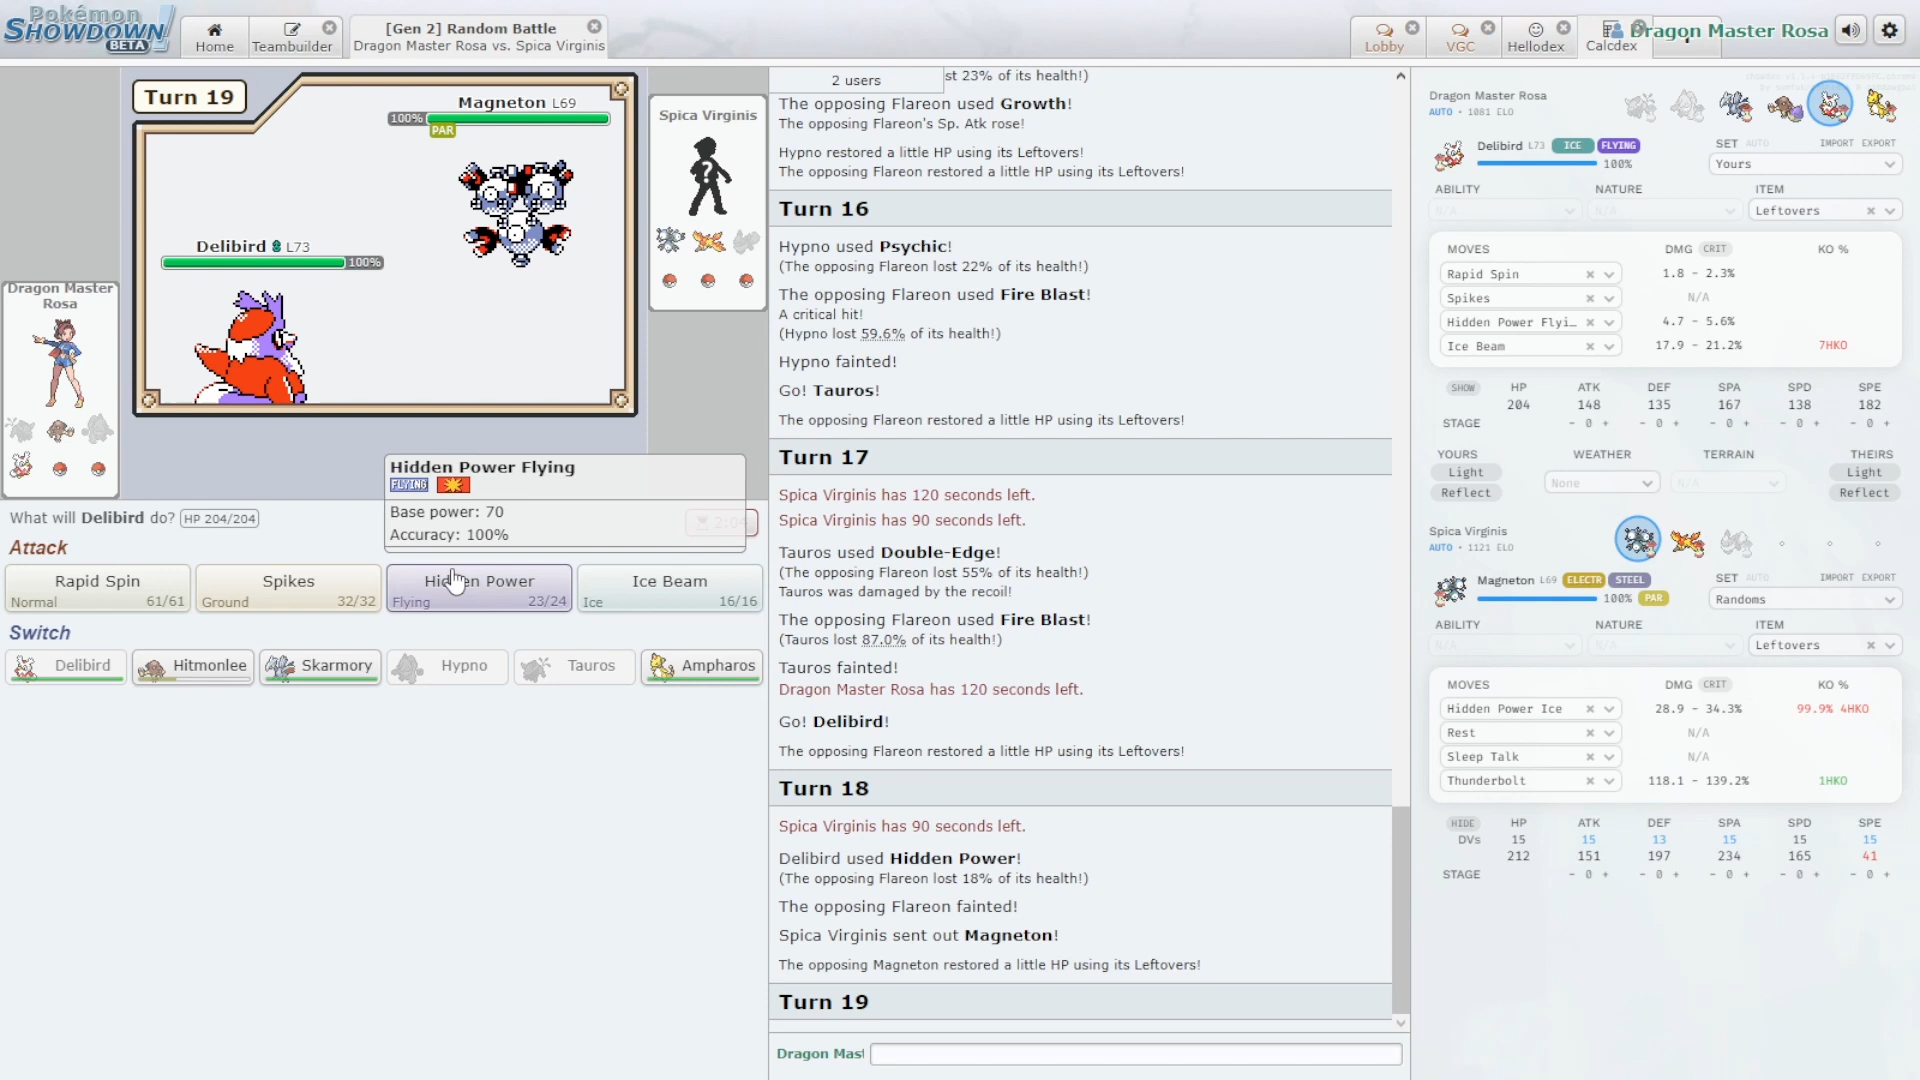 Pokémon
SHOWDOWN!
BETA
Home
Teambuilder
[Gen 2] Random Battle
Dragon Master Rosa vs. Spica Virginis
Lobby
VGC
Hellodex
Calcdex
Dragon Master Rosa
Turn 19
Magneton L69
100%
PAR
Delibird L73
100%
Spica Virginis
?
Dragon Master
Rosa
Hidden Power Flying
FLYING
Base power: 70
Accuracy: 100%
What will Delibird do? HP 204/204
Attack
Rapid Spin
Normal 61/61
Spikes
Ground 32/32
Hidden Power
Flying 23/24
Ice Beam
Ice 16/16
Switch
Delibird
Hitmonlee
Skarmory
Hypno
Tauros
Ampharos
2 users
st 23% of its health!)
The opposing Flareon used Growth!
The opposing Flareon's Sp. Atk rose!
Hypno restored a little HP using its Leftovers!
The opposing Flareon restored a little HP using its Leftovers!
Turn 16
Hypno used Psychic!
(The opposing Flareon lost 22% of its health!)
The opposing Flareon used Fire Blast!
A critical hit!
(Hypno lost 59.6% of its health!)
Hypno fainted!
Go! Tauros!
The opposing Flareon restored a little HP using its Leftovers!
Turn 17
Spica Virginis has 120 seconds left.
Spica Virginis has 90 seconds left.
Tauros used Double-Edge!
(The opposing Flareon lost 55% of its health!)
Tauros was damaged by the recoil!
The opposing Flareon used Fire Blast!
(Tauros lost 87.0% of its health!)
Tauros fainted!
Dragon Master Rosa has 120 seconds left.
Go! Delibird!
The opposing Flareon restored a little HP using its Leftovers!
Turn 18
Spica Virginis has 90 seconds left.
Delibird used Hidden Power!
(The opposing Flareon lost 18% of its health!)
The opposing Flareon fainted!
Spica Virginis sent out Magneton!
The opposing Magneton restored a little HP using its Leftovers!
Turn 19
Dragon Mast
Dragon Master Rosa
AUTO • 1081 ELO
Delibird L73 ICE FLYING
100%
SET AUTO IMPORT EXPORT
Yours
ABILITY NATURE ITEM
N/A N/A Leftovers
MOVES DMG CRIT KO %
Rapid Spin 1.8 - 2.3%
Spikes N/A
Hidden Power Flyi… 4.7 - 5.6%
Ice Beam 17.9 - 21.2% 7HKO
SHOW HP ATK DEF SPA SPD SPE
204 148 135 167 138 182
STAGE - 0 + - 0 + - 0 + - 0 + - 0 +
YOURS WEATHER TERRAIN THEIRS
Light None N/A Light
Reflect Reflect
Spica Virginis
AUTO • 1121 ELO
Magneton L69 ELECTR STEEL
100% PAR
SET AUTO IMPORT EXPORT
Randoms
ABILITY NATURE ITEM
N/A N/A Leftovers
MOVES DMG CRIT KO %
Hidden Power Ice 28.9 - 34.3% 99.9% 4HKO
Rest N/A
Sleep Talk N/A
Thunderbolt 118.1 - 139.2% 1HKO
HIDE HP ATK DEF SPA SPD SPE
DVs 15 15 13 15 15 15
212 151 197 234 165 41
STAGE - 0 + - 0 + - 0 + - 0 + - 0 +